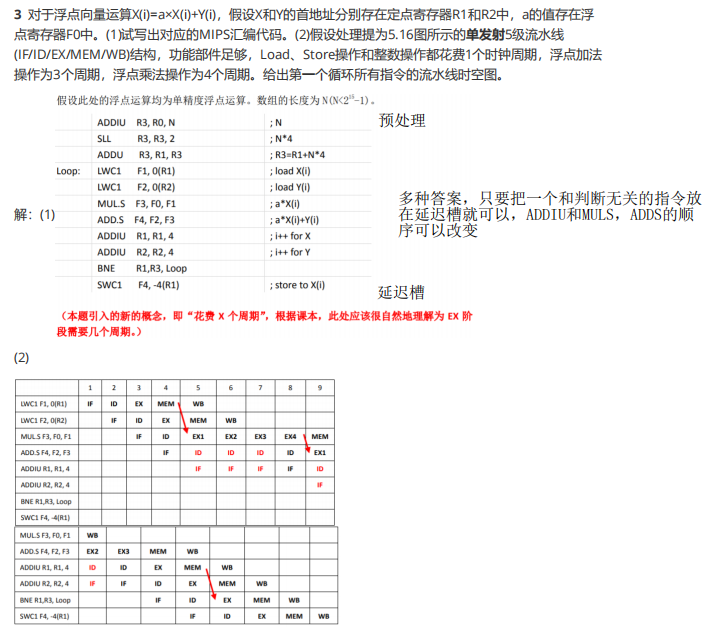 3 对于浮点向量运算X(i)=a×X(i)+Y(i)，假设X和Y的首地址分别存在定点寄存器R1和R2中，a的值存在浮
点寄存器F0中。(1)试写出对应的MIPS汇编代码。(2)假设处理提为5.16图所示的单发射5级流水线
(IF/ID/EX/MEM/WB)结构，功能部件足够，Load、Store操作和整数操作都花费1个时钟周期，浮点加法
操作为3个周期，浮点乘法操作为4个周期。给出第一个循环所有指令的流水线时空图。
假设此处的浮点运算均为单精度浮点运算。数组的长度为 N(N<2¹⁵-1)。
ADDIU R3, R0, N ; N
预处理
SLL R3, R3, 2 ; N*4
ADDU R3, R1, R3 ; R3=R1+N*4
Loop: LWC1 F1, 0(R1) ; load X(i)
LWC1 F2, 0(R2) ; load Y(i)
MUL.S F3, F0, F1 ; a*X(i)
ADD.S F4, F2, F3 ; a*X(i)+Y(i)
ADDIU R1, R1, 4 ; i++ for X
ADDIU R2, R2, 4 ; i++ for Y
BNE R1,R3, Loop
SWC1 F4, -4(R1) ; store to X(i)
解：(1)
多种答案，只要把一个和判断无关的指令放
在延迟槽就可以，ADDIU和MULS，ADDS的顺
序可以改变
延迟槽
（本题引入的新的概念，即“花费 X 个周期”，根据课本，此处应该很自然地理解为 EX 阶
段需要几个周期。）
(2)
1 2 3 4 5 6 7 8 9
LWC1 F1, 0(R1) IF ID EX MEM WB
LWC1 F2, 0(R2) IF ID EX MEM WB
MUL.S F3, F0, F1 IF ID EX1 EX2 EX3 EX4 MEM
ADD.S F4, F2, F3 IF ID ID ID ID EX1
ADDIU R1, R1, 4 IF IF IF IF ID
ADDIU R2, R2, 4 IF
BNE R1,R3, Loop
SWC1 F4, -4(R1)
MUL.S F3, F0, F1 WB
ADD.S F4, F2, F3 EX2 EX3 MEM WB
ADDIU R1, R1, 4 ID ID EX MEM WB
ADDIU R2, R2, 4 IF IF ID EX MEM WB
BNE R1,R3, Loop IF ID EX MEM WB
SWC1 F4, -4(R1) IF ID EX MEM WB